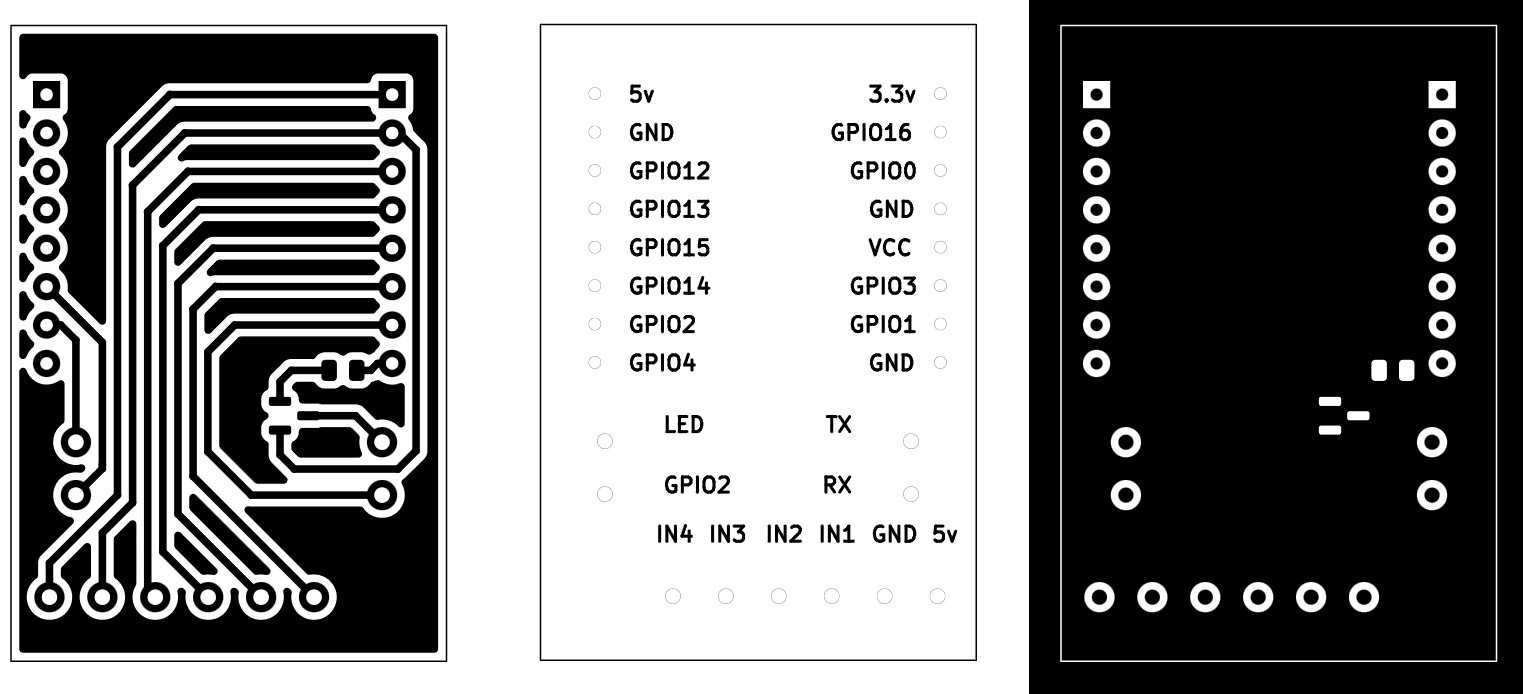 5v 3.3v
GND GPIO16
GPIO12 GPIO0
GPIO13 GND
GPIO15 VCC
GPIO14 GPIO3
GPIO2 GPIO1
GPIO4 GND
LED TX
GPIO2 RX
IN4 IN3 IN2 IN1 GND 5v